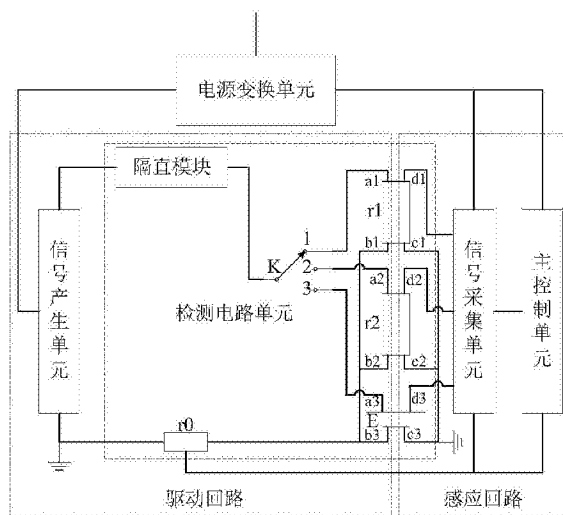 电源变换单元
隔直模块
信号产生单元
检测电路单元
K
1
2
3
a1
d1
r1
b1
c1
a2
d2
r2
b2
c2
a3
d3
E
b3
c3
r0
信号采集单元
主控制单元
驱动回路
感应回路